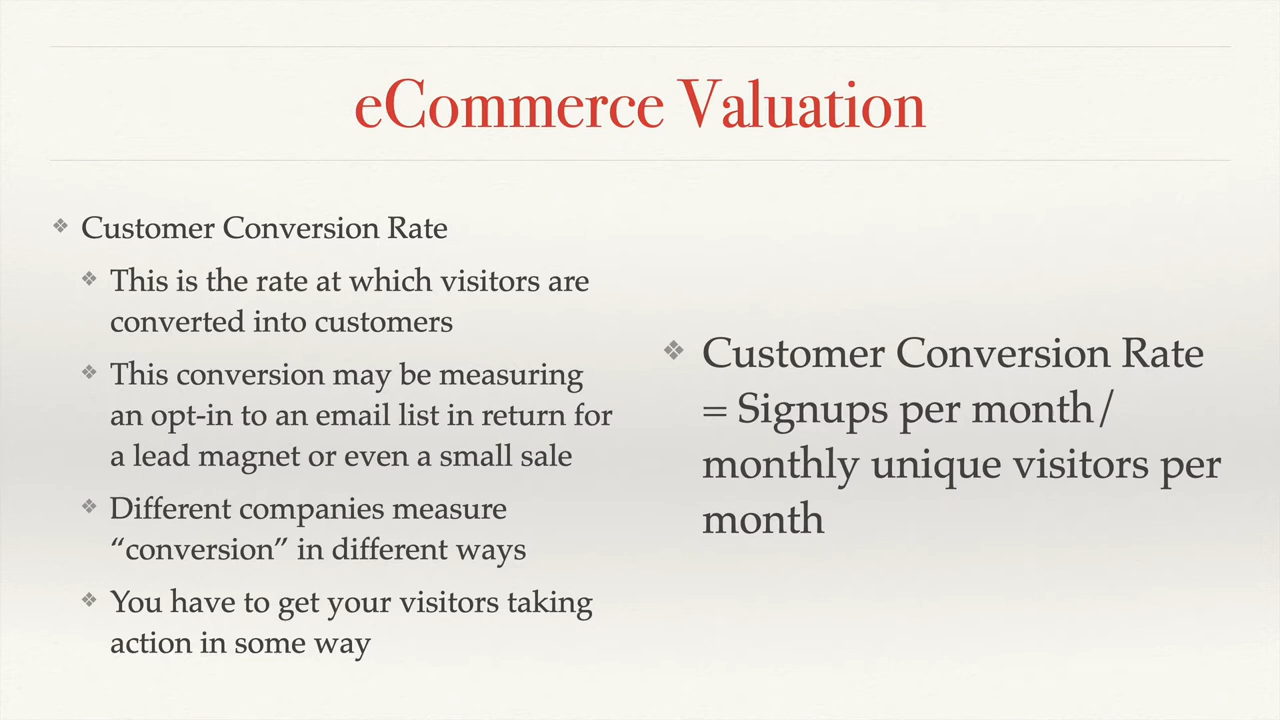 eCommerce Valuation
❖ Customer Conversion Rate
❖ This is the rate at which visitors are
converted into customers
❖ This conversion may be measuring
an opt-in to an email list in return for
a lead magnet or even a small sale
❖ Different companies measure
“conversion” in different ways
❖ You have to get your visitors taking
action in some way
❖ Customer Conversion Rate
= Signups per month/
monthly unique visitors per
month